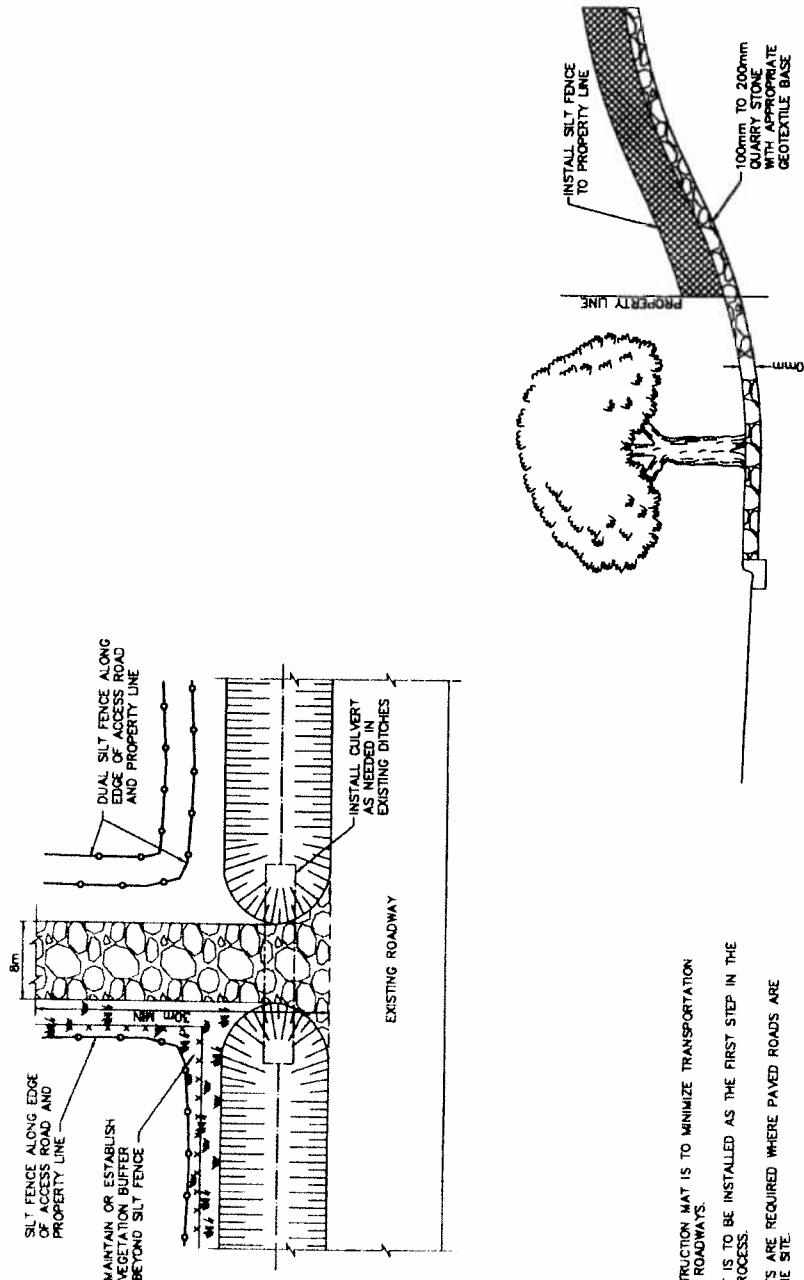 SILT FENCE ALONG EDGE
OF ACCESS ROAD AND
PROPERTY LINE
MAINTAIN OR ESTABLISH
VEGETATION BUFFER
BEYOND SILT FENCE
8m
30m MIN
DUAL SILT FENCE ALONG
EDGE OF ACCESS ROAD
AND PROPERTY LINE
INSTALL CULVERT
AS NEEDED IN
EXISTING DITCHES
EXISTING ROADWAY
INSTALL SILT FENCE
TO PROPERTY LINE
PROPERTY LINE
100mm TO 200mm
QUARRY STONE
WITH APPROPRIATE
GEOTEXTILE BASE
MAT IS TO MINIMIZE TRANSPORTATION
ROADWAYS.
IS TO BE INSTALLED AS THE FIRST STEP IN THE
ARE REQUIRED WHERE PAVED ROADS ARE
SITE.